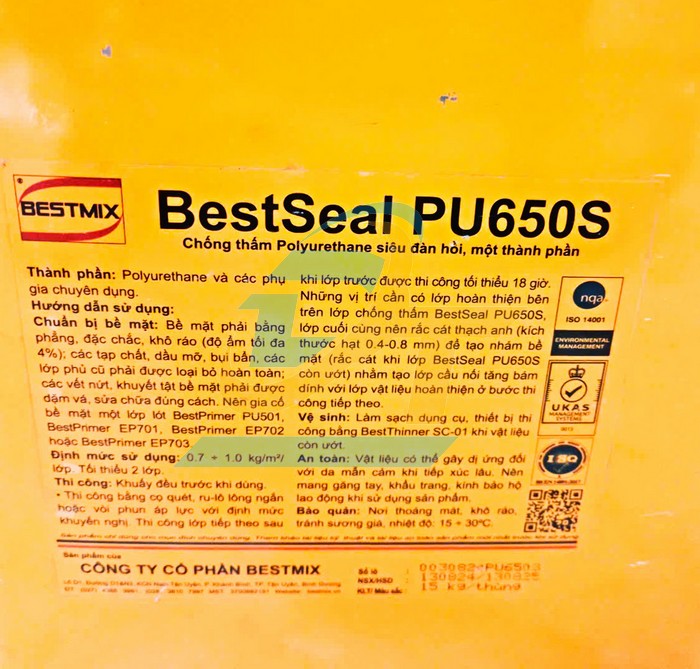 BESTMIX
BestSeal PU650S
Chống thấm Polyurethane siêu đàn hồi, một thành phần
Thành phần: Polyurethane và các phụ
gia chuyên dụng.
Hướng dẫn sử dụng:
Chuẩn bị bề mặt: Bề mặt phải bằng
phẳng, đặc chắc, khô ráo (độ ẩm tối đa
4%); các tạp chất, dầu mỡ, bụi bẩn, các
lớp phủ cũ phải được loại bỏ hoàn toàn;
các vết nứt, khuyết tật bề mặt phải được
dặm vá, sửa chữa đúng cách. Nên gia cố
bề mặt một lớp lót BestPrimer PU501,
BestPrimer EP701, BestPrimer EP702
hoặc BestPrimer EP703.
Định mức sử dụng: 0.7 ÷ 1.0 kg/m²/
lớp. Tối thiểu 2 lớp.
Thi công: Khuấy đều trước khi dùng.
• Thi công bằng cọ quét, ru-lô lông ngắn
hoặc vòi phun áp lực với định mức
khuyến nghị. Thi công lớp tiếp theo sau
khi lớp trước được thi công tối thiểu 18 giờ.
Những vị trí cần có lớp hoàn thiện bên
trên lớp chống thấm BestSeal PU650S,
lớp cuối cùng nên rắc cát thạch anh (kích
thước hạt 0.4-0.8 mm) để tạo nhám bề
mặt (rắc cát khi lớp BestSeal PU650S
còn ướt) nhằm tạo lớp cầu nối tăng bám
dính với lớp vật liệu hoàn thiện ở bước thi
công tiếp theo.
Vệ sinh: Làm sạch dụng cụ, thiết bị thi
công bằng BestThinner SC-01 khi vật liệu
còn ướt.
An toàn: Vật liệu có thể gây dị ứng đối
với da mẫn cảm khi tiếp xúc lâu. Nên
mang găng tay, khẩu trang, kính bảo hộ
lao động khi sử dụng sản phẩm.
Bảo quản: Nơi thoáng mát, khô ráo,
tránh sương giá, nhiệt độ: 15 ÷ 30ºC.
nqa
ISO 14001
ENVIRONMENTAL
MANAGEMENT
UKAS
MANAGEMENT
SYSTEMS
ISO
Sản phẩm của
CÔNG TY CỔ PHẦN BESTMIX
Số lô : 003082 PU6503
NSX/HSD : 130824/130825
KLT/ Màu sắc : 15 kg/thùng